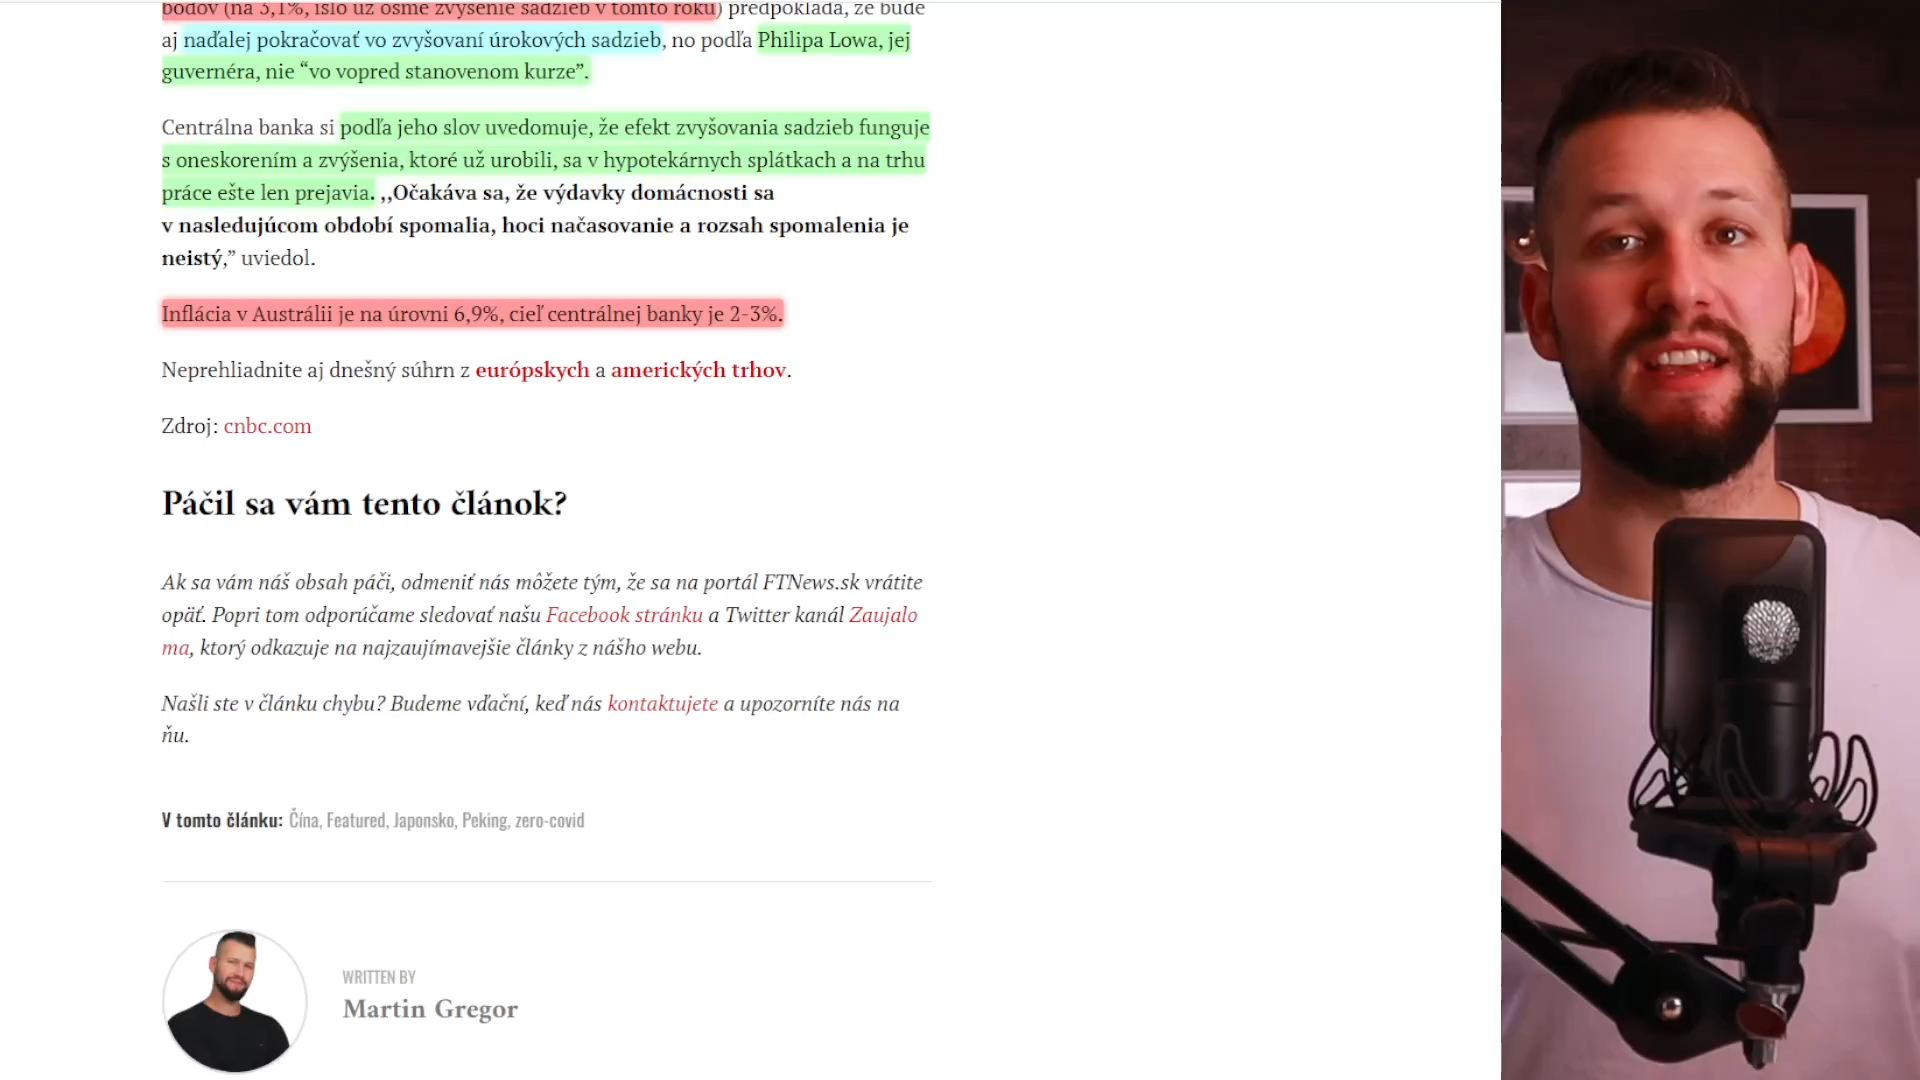 bodov (na 3,1%, išlo už ôsme zvýšenie sadzieb v tomto roku) predpokladá, že bude
aj naďalej pokračovať vo zvyšovaní úrokových sadzieb, no podľa Philipa Lowa, jej
guvernéra, nie “vo vopred stanovenom kurze”.
Centrálna banka si podľa jeho slov uvedomuje, že efekt zvyšovania sadzieb funguje
s oneskorením a zvýšenia, ktoré už urobili, sa v hypotekárnych splátkach a na trhu
práce ešte len prejavia. ,,Očakáva sa, že výdavky domácnosti sa
v nasledujúcom období spomalia, hoci načasovanie a rozsah spomalenia je
neistý,” uviedol.
Inflácia v Austrálii je na úrovni 6,9%, cieľ centrálnej banky je 2-3%.
Neprehliadnite aj dnešný súhrn z európskych a amerických trhov.
Zdroj: cnbc.com
Páčil sa vám tento článok?
Ak sa vám náš obsah páči, odmeniť nás môžete tým, že sa na portál FTNews.sk vrátite
opäť. Popri tom odporúčame sledovať našu Facebook stránku a Twitter kanál Zaujalo
ma, ktorý odkazuje na najzaujímavejšie články z nášho webu.
Našli ste v článku chybu? Budeme vďační, keď nás kontaktujete a upozorníte nás na
ňu.
V tomto článku: Čína, Featured, Japonsko, Peking, zero-covid
WRITTEN BY
Martin Gregor